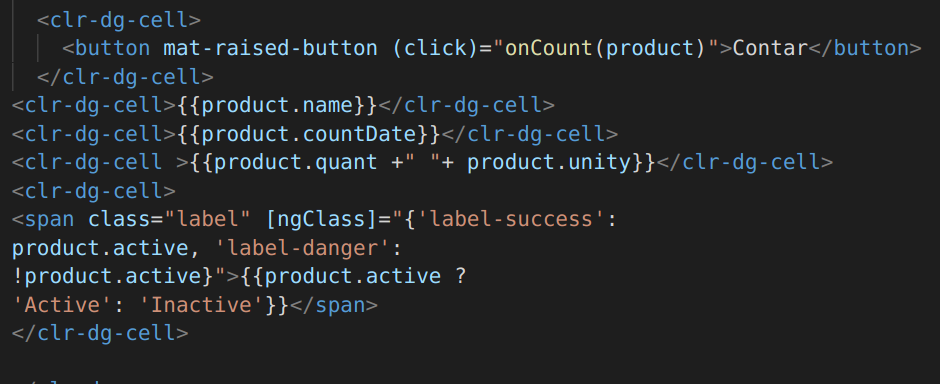 <clr-dg-cell>
<button mat-raised-button (click)="onCount(product)">Contar</button>
</clr-dg-cell>
<clr-dg-cell>{{product.name}}</clr-dg-cell>
<clr-dg-cell>{{product.countDate}}</clr-dg-cell>
<clr-dg-cell >{{product.quant +" "+ product.unity}}</clr-dg-cell>
<clr-dg-cell>
<span class="label" [ngClass]="{'label-success':
product.active, 'label-danger':
!product.active}">{{product.active ?
'Active': 'Inactive'}}</span>
</clr-dg-cell>